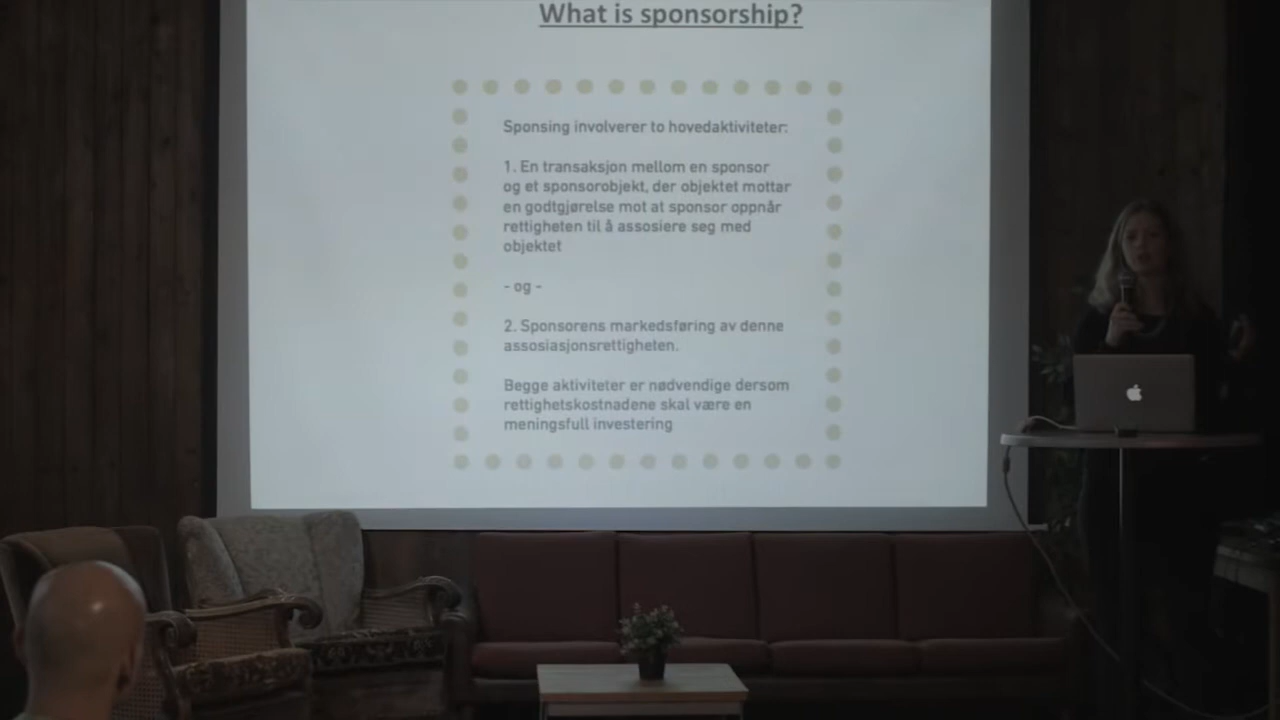 What is sponsorship?
Sponsing involverer to hovedaktiviteter:
1. En transaksjon mellom en sponsor
og et sponsorobjekt, der objektet mottar
en godtgjørelse mot at sponsor oppnår
rettigheten til å assosiere seg med
objektet
- og -
2. Sponsorens markedsføring av denne
assosiasjonsrettigheten.
Begge aktiviteter er nødvendige dersom
rettighetskostnadene skal være en
meningsfull investering